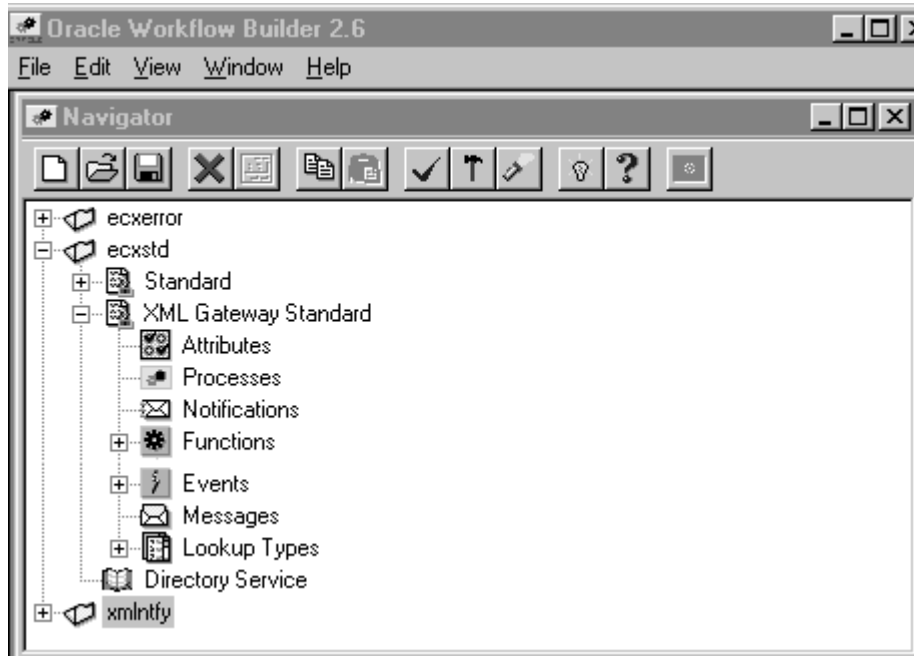 Oracle Workflow Builder 2.6
File Edit View Window Help
Navigator
ecxerror
ecxstd
Standard
XML Gateway Standard
Attributes
Processes
Notifications
Functions
Events
Messages
Lookup Types
Directory Service
xmlntfy